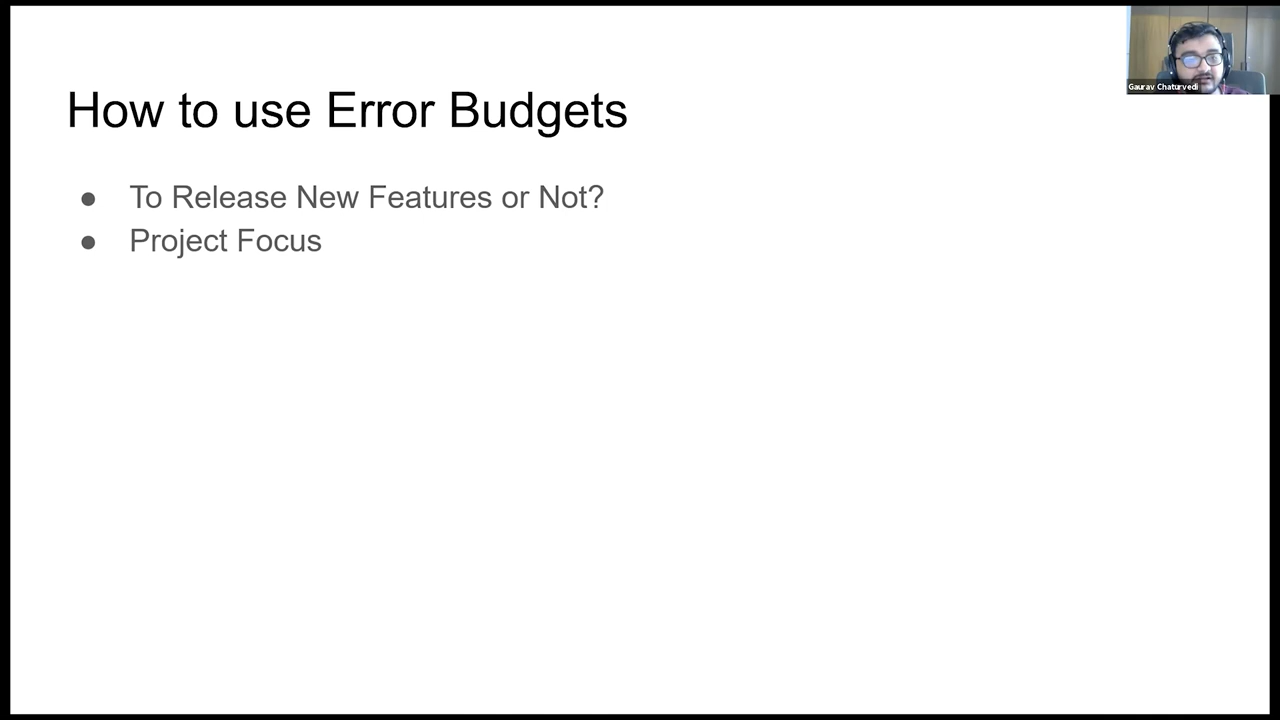 Gaurav Chaturvedi
How to use Error Budgets
● To Release New Features or Not?
● Project Focus